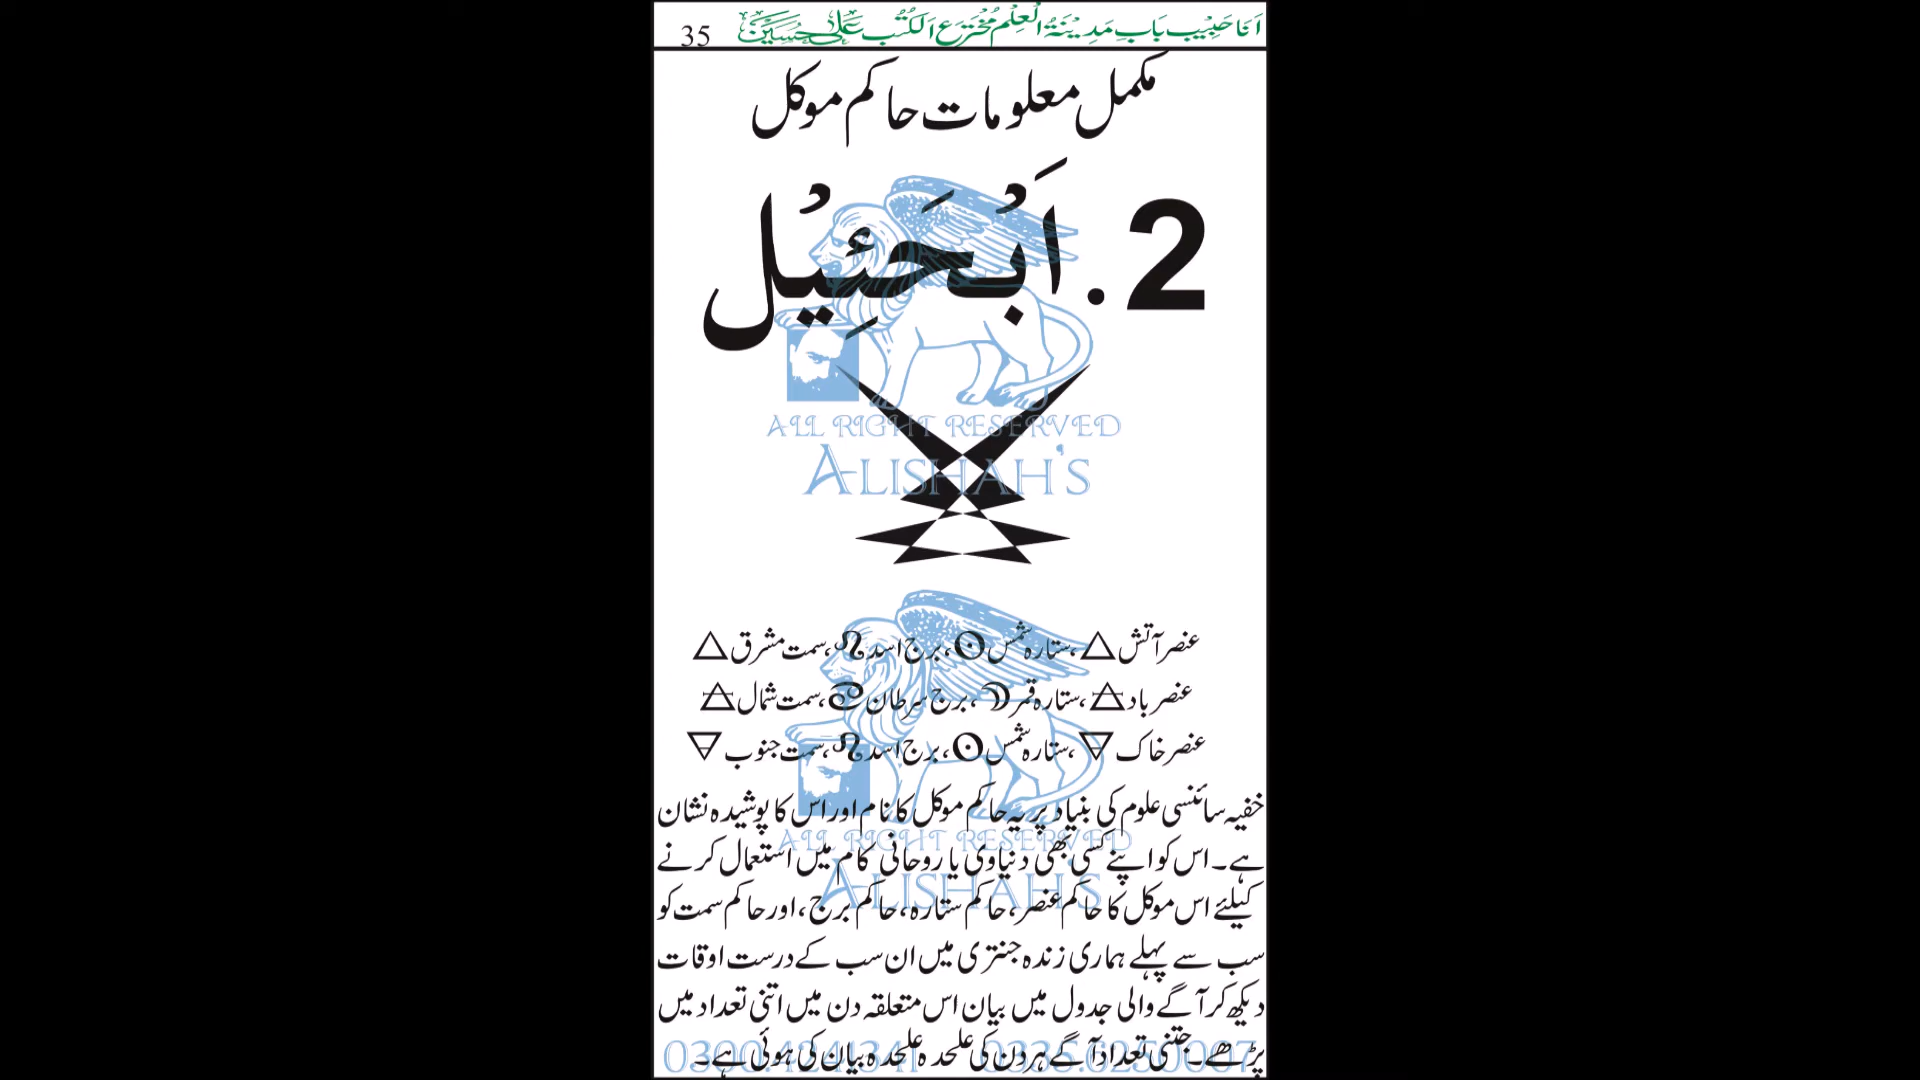 اَنَا حَبِیْب بَابِ مَدِیْنَۃُ الْعِلْم مُخْتَرَع الَکُتُب عَلی حُسَیْن 35
مکمل معلومات حاکم موکل
2. اَبْحَئِیْل
ALL RIGHT RESERVED
ALISHAH'S
عنصر آتش △، ستارہ شمس ☉، برج اسد ♌، سمت مشرق △
عنصر باد 🜁، ستارہ قمر ☽، برج سرطان ♋، سمت شمال 🜁
عنصر خاک 🜃، ستارہ شمس ☉، برج اسد ♌، سمت جنوب 🜃
خفیہ سائنسی علوم کی بنیاد پر یہ حاکم موکل کا نام اور اس کا پوشیدہ نشان
ALL RIGHT RESERVED
ہے۔ اس کو اپنے کسی بھی دنیاوی یا روحانی کام میں استعمال کرنے
ALISHAH'S
کیلئے اس موکل کا حاکم عنصر، حاکم ستارہ، حاکم برج، اور حاکم سمت کو
سب سے پہلے ہماری زندہ جنتری میں ان سب کے درست اوقات
دیکھ کر آگے والی جدول میں بیان اس متعلقہ دن میں اتنی تعداد میں
پڑھے۔ جتنی تعداد آگے ہر دن کی علحدہ علحدہ بیان کی ہوئی ہے۔